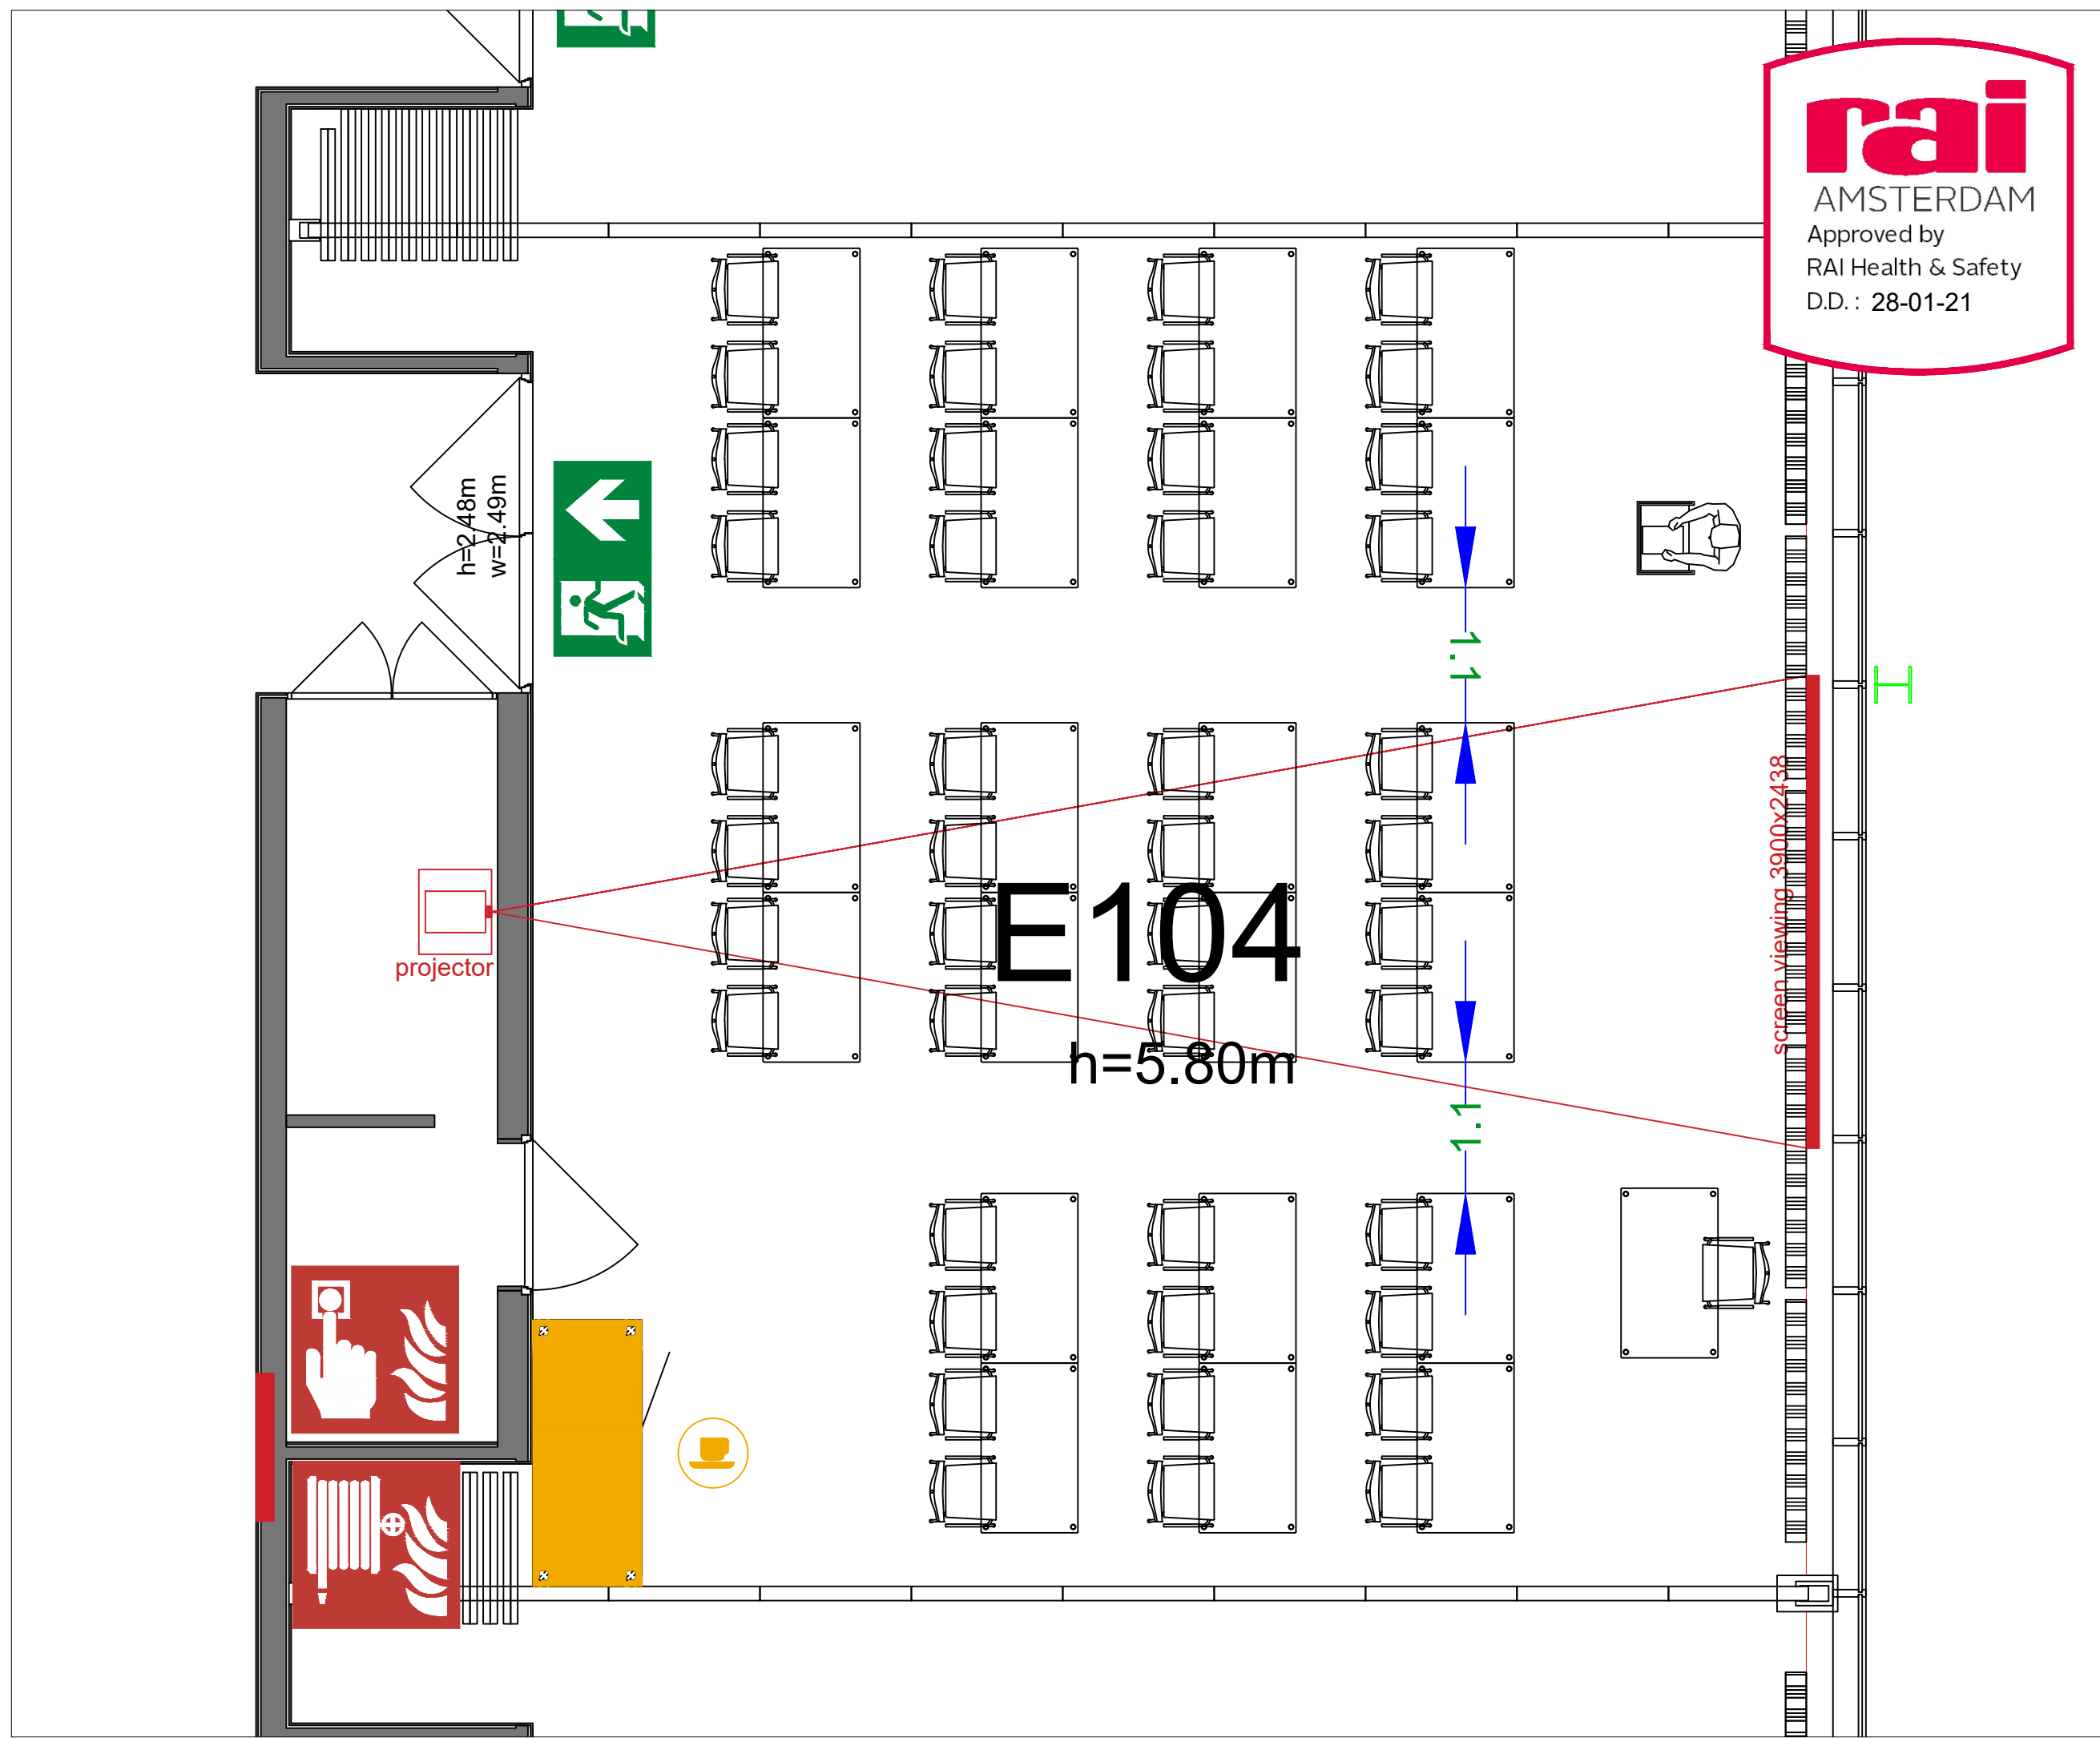 rai
AMSTERDAM
Approved by
RAI Health & Safety
D.D. : 28-01-21
h=2.48m
w=2.49m
1.1
projector
E104
h=5.80m
screen viewing 3900x2438
1.1